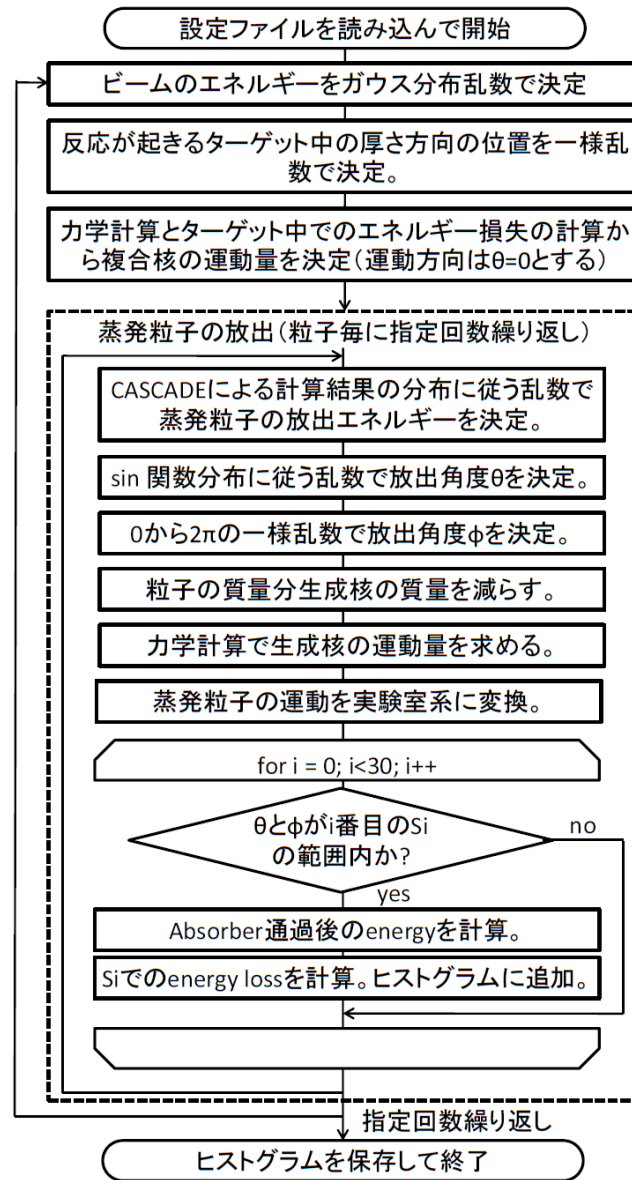 設定ファイルを読み込んで開始
ビームのエネルギーをガウス分布乱数で決定
反応が起きるターゲット中の厚さ方向の位置を一様乱
数で決定。
力学計算とターゲット中でのエネルギー損失の計算か
ら複合核の運動量を決定(運動方向はθ=0とする)
蒸発粒子の放出(粒子毎に指定回数繰り返し)
CASCADEによる計算結果の分布に従う乱数で
蒸発粒子の放出エネルギーを決定。
sin 関数分布に従う乱数で放出角度θを決定。
0から2πの一様乱数で放出角度φを決定。
粒子の質量分生成核の質量を減らす。
力学計算で生成核の運動量を求める。
蒸発粒子の運動を実験室系に変換。
for i = 0; i<30; i++
θとφがi番目のSi
の範囲内か?
no
yes
Absorber通過後のenergyを計算。
Siでのenergy lossを計算。ヒストグラムに追加。
指定回数繰り返し
ヒストグラムを保存して終了